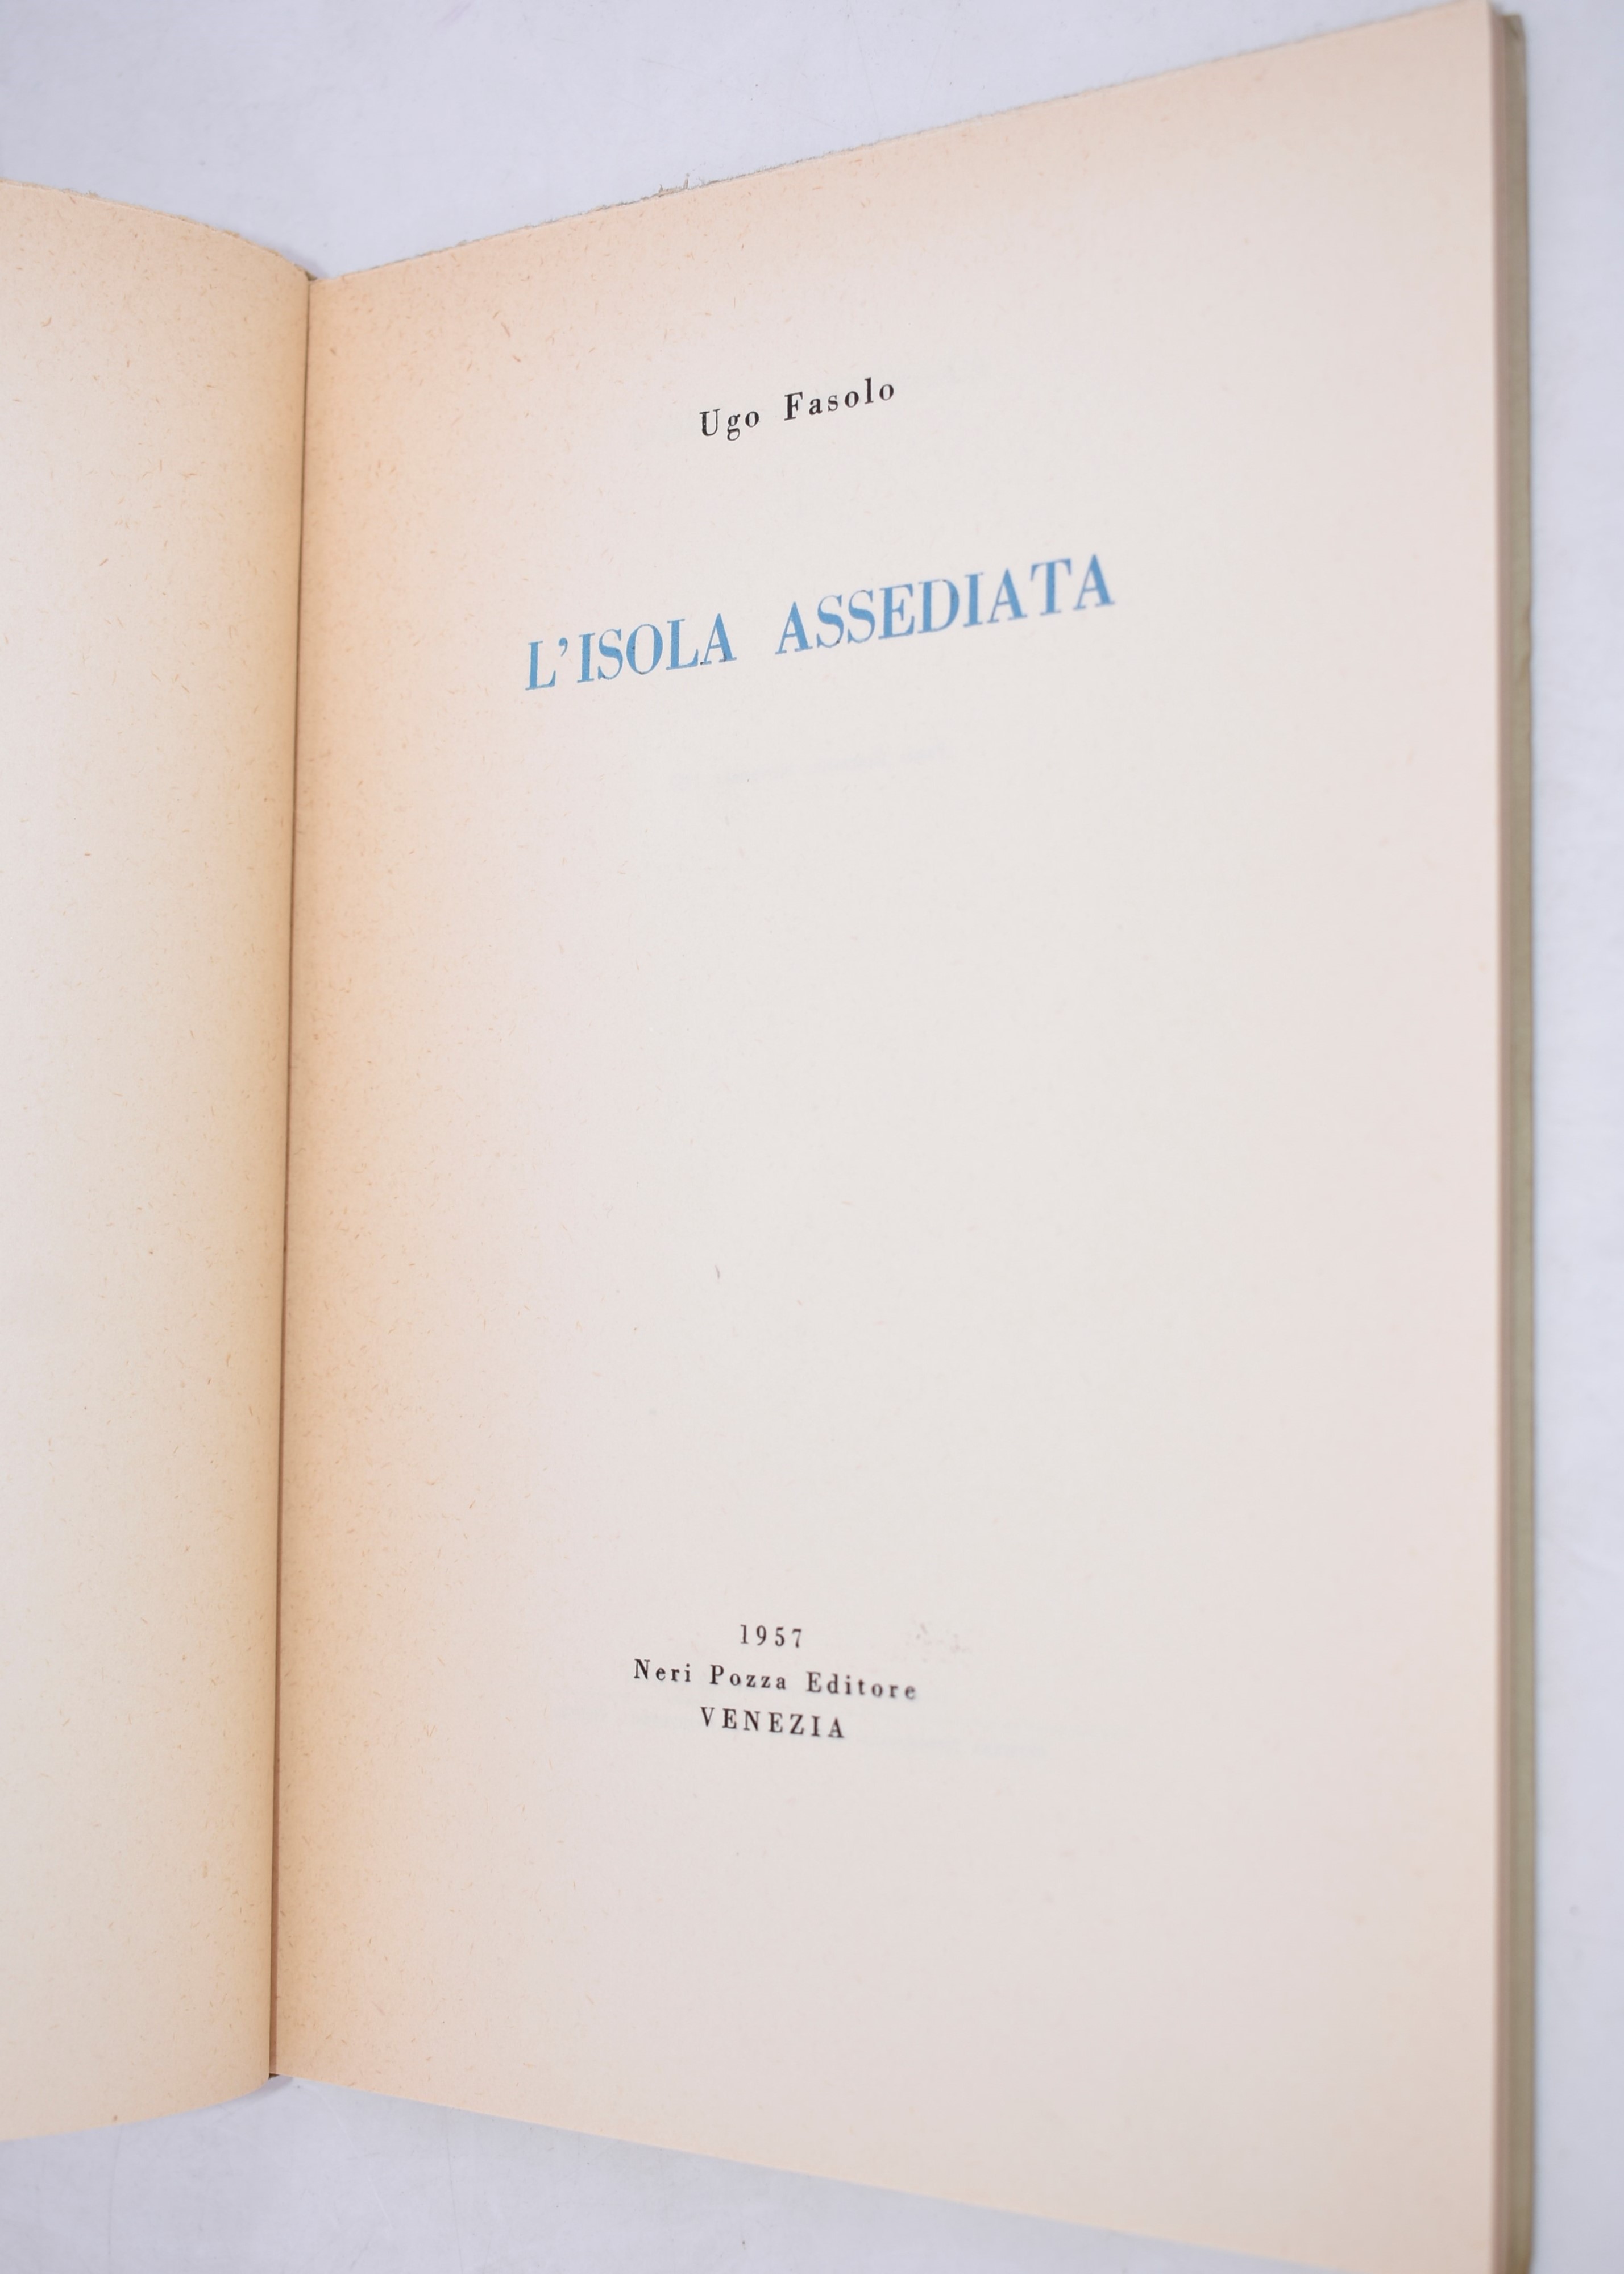 Ugo Fasolo
L'ISOLA ASSEDIATA
1957
Neri Pozza Editore
VENEZIA